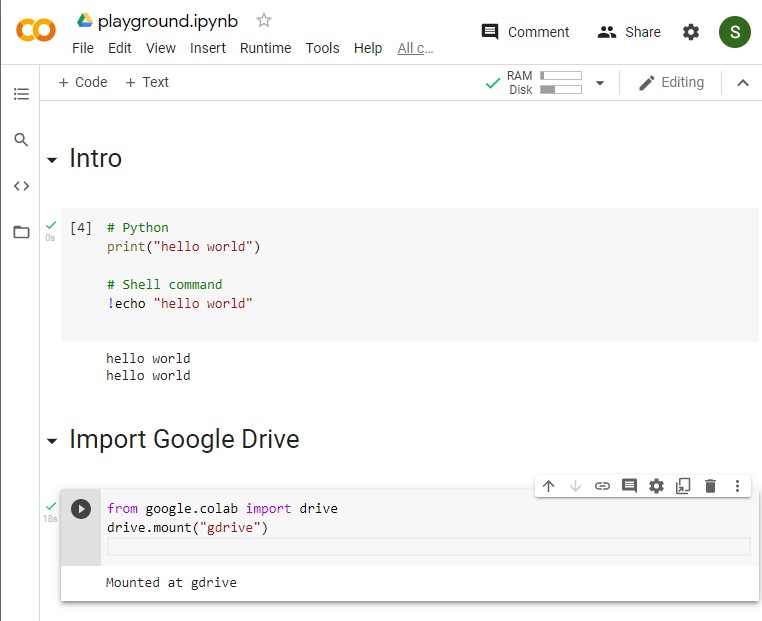 playground.ipynb
File Edit View Insert Runtime Tools Help All c...
Comment
Share
S
+ Code + Text
RAM
Disk
Editing
Intro
0s
[4] # Python
print("hello world")
# Shell command
!echo "hello world"
hello world
hello world
Import Google Drive
18s
from google.colab import drive
drive.mount("gdrive")
Mounted at gdrive